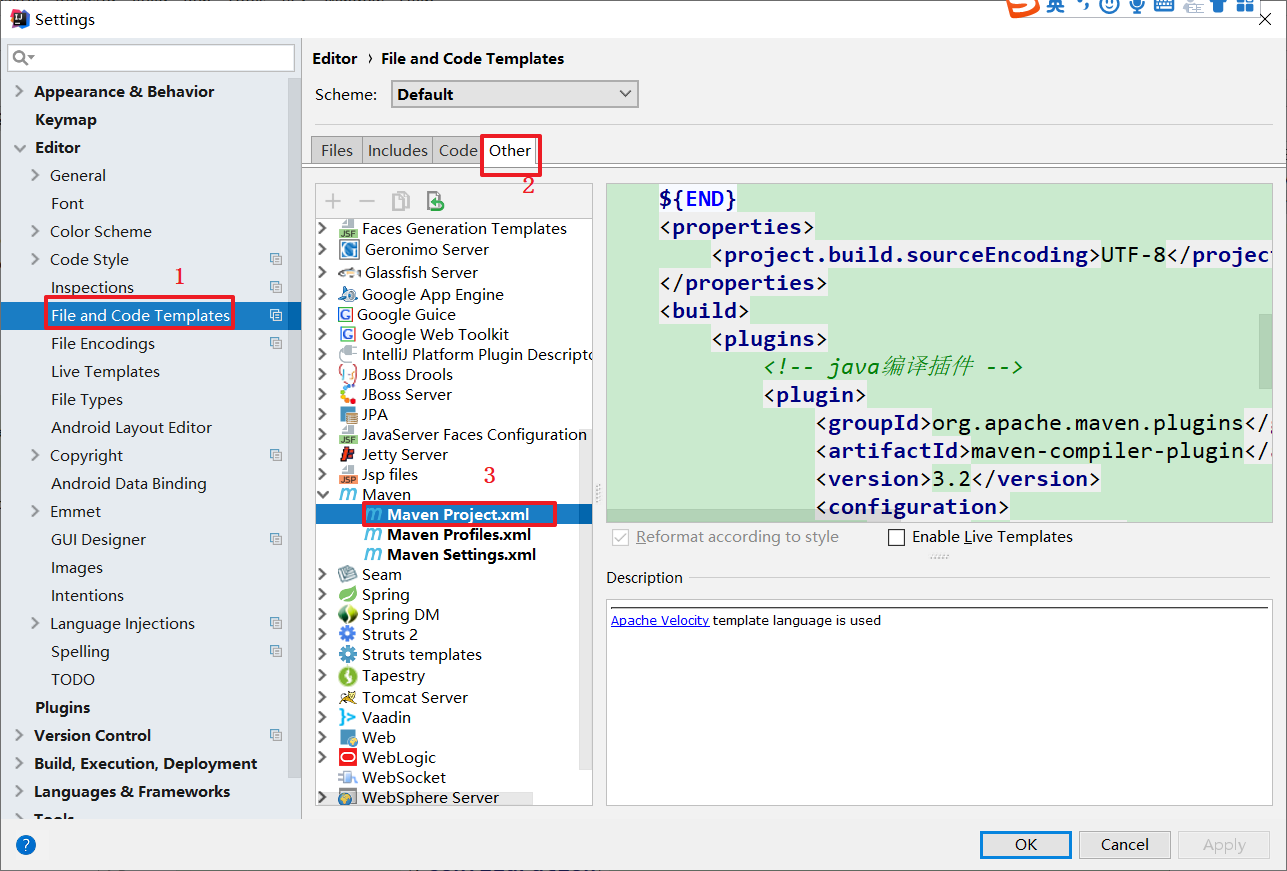 英
Settings
Editor › File and Code Templates
Scheme: Default
Appearance & Behavior
Keymap
Editor
General
Font
Color Scheme
Code Style
Inspections
1
File and Code Templates
File Encodings
Live Templates
File Types
Android Layout Editor
Copyright
Android Data Binding
Emmet
GUI Designer
Images
Intentions
Language Injections
Spelling
TODO
Plugins
Version Control
Build, Execution, Deployment
Languages & Frameworks
Tools
Files Includes Code Other
2
Faces Generation Templates
Geronimo Server
Glassfish Server
Google App Engine
Google Guice
Google Web Toolkit
IntelliJ Platform Plugin Descripto
JBoss Drools
JBoss Server
JPA
JavaServer Faces Configuration
Jetty Server
Jsp files
3
Maven
Maven Project.xml
Maven Profiles.xml
Maven Settings.xml
Seam
Spring
Spring DM
Struts 2
Struts templates
Tapestry
Tomcat Server
Vaadin
Web
WebLogic
WebSocket
WebSphere Server
${END}
<properties>
<project.build.sourceEncoding>UTF-8</projec
</properties>
<build>
<plugins>
<!-- java编译插件 -->
<plugin>
<groupId>org.apache.maven.plugins</
<artifactId>maven-compiler-plugin</
<version>3.2</version>
<configuration>
Reformat according to style Enable Live Templates
Description
Apache Velocity template language is used
? OK Cancel Apply